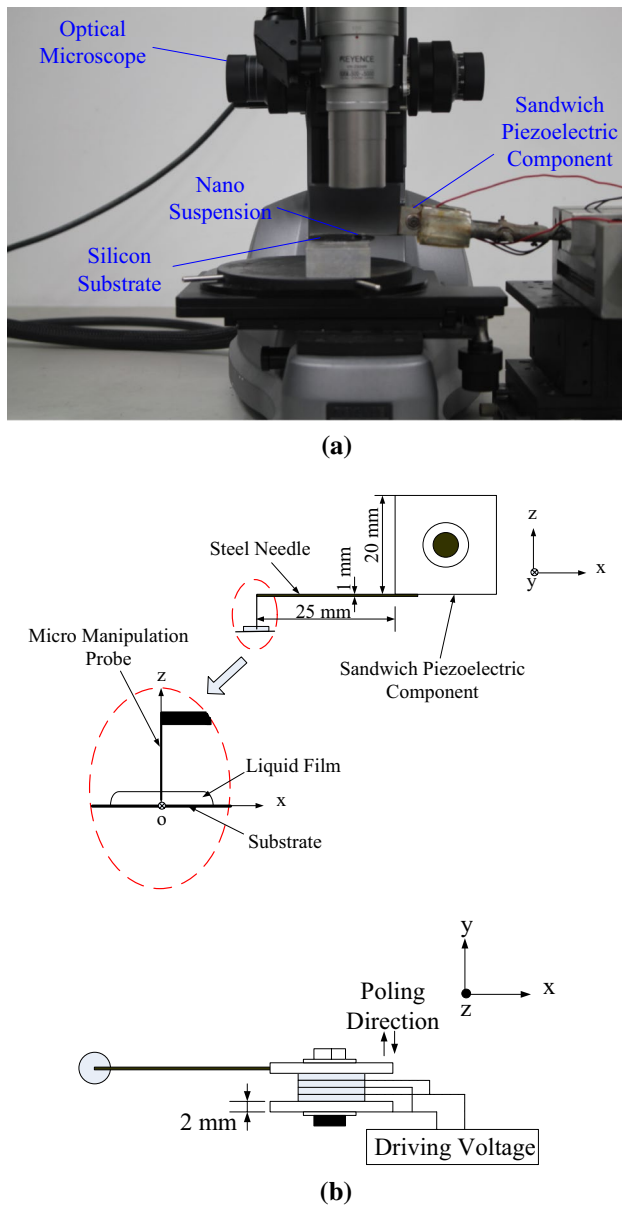 Optical
Microscope
KEYENCE
Sandwich
Piezoelectric
Component
Nano
Suspension
Silicon
Substrate
(a)
20 mm
z
x
y
Steel Needle
1 mm
25 mm
Micro Manipulation
Probe
Sandwich Piezoelectric
Component
z
Liquid Film
x
o
Substrate
y
x
z
Poling
Direction
2 mm
Driving Voltage
(b)